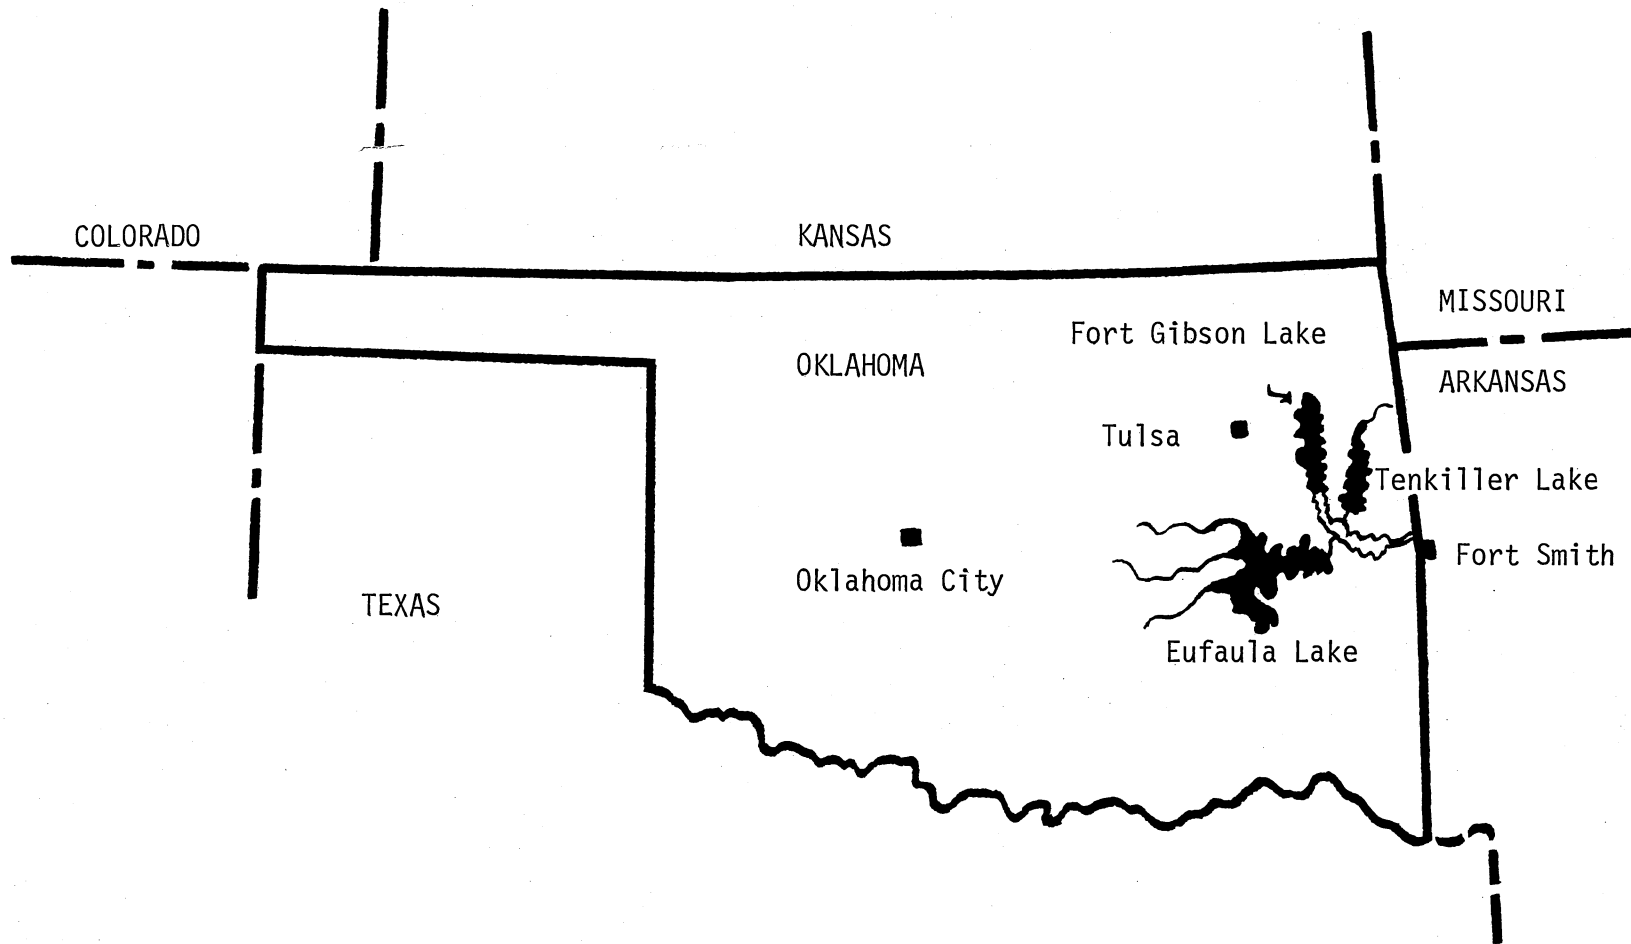 COLORADO
KANSAS
MISSOURI
Fort Gibson Lake
OKLAHOMA
ARKANSAS
Tulsa
Tenkiller Lake
Fort Smith
Oklahoma City
TEXAS
Eufaula Lake